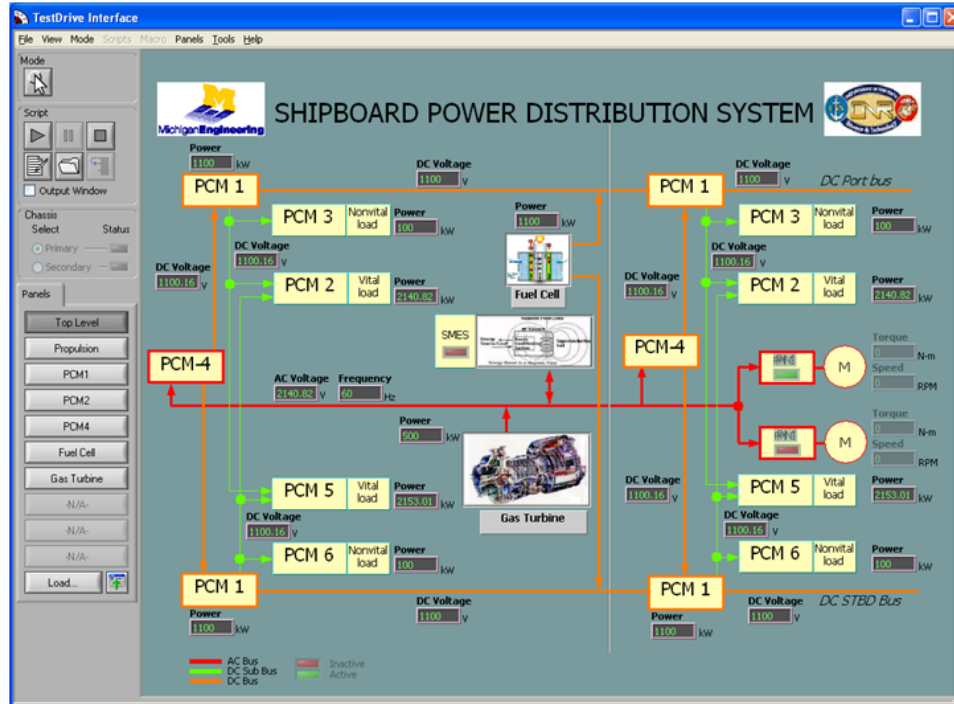 TestDrive Interface
File View Mode Scripts Macro Panels Tools Help
Mode
Script
Output Window
Chassis
Select Status
Primary
Secondary
Panels
Top Level
Propulsion
PCM1
PCM2
PCM4
Fuel Cell
Gas Turbine
-N/A-
-N/A-
-N/A-
Load...
M
MichiganEngineering
SHIPBOARD POWER DISTRIBUTION SYSTEM
Power
1100 kW
PCM 1
DC Voltage
1100 V
PCM 1
DC Voltage
1100 V
DC Port bus
PCM 3 Nonvital load
Power
100 kW
Power
1100 kW
Fuel Cell
PCM 3 Nonvital load
Power
100 kW
DC Voltage
1100.16 V
DC Voltage
1100.16 V
DC Voltage
1100.16 V
DC Voltage
1100.16 V
PCM 2 Vital load
Power
2140.82 kW
PCM 2 Vital load
Power
2140.82 kW
SMES
PCM-4
PCM-4
M
Torque
0 N-m
Speed
0 RPM
AC Voltage
2140.82 V
Frequency
60 Hz
Power
500 kW
Gas Turbine
M
Torque
0 N-m
Speed
0 RPM
PCM 5 Vital load
Power
2153.01 kW
DC Voltage
1100.16 V
PCM 5 Vital load
Power
2153.01 kW
DC Voltage
1100.16 V
DC Voltage
1100.16 V
PCM 6 Nonvital load
Power
100 kW
PCM 6 Nonvital load
Power
100 kW
PCM 1
Power
1100 kW
DC Voltage
1100 V
PCM 1
Power
1100 kW
DC Voltage
1100 V
DC STBD Bus
AC Bus
DC Sub Bus
DC Bus
Inactive
Active